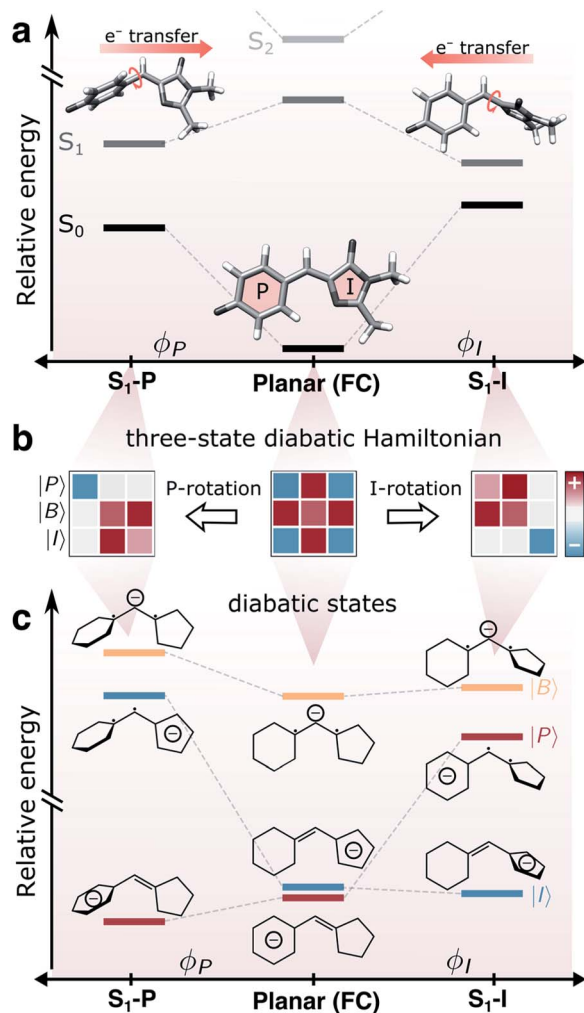 a
e⁻ transfer
S₂
e⁻ transfer
Relative energy
S₁
S₀
P
I
ϕP
ϕI
S₁-P
Planar (FC)
S₁-I
b
three-state diabatic Hamiltonian
|P⟩
|B⟩
|I⟩
P-rotation
I-rotation
+
−
c
diabatic states
Relative energy
⊖
⊖
⊖
|B⟩
⊖
|P⟩
⊖
⊖
⊖
⊖
|I⟩
⊖
ϕP
ϕI
S₁-P
Planar (FC)
S₁-I